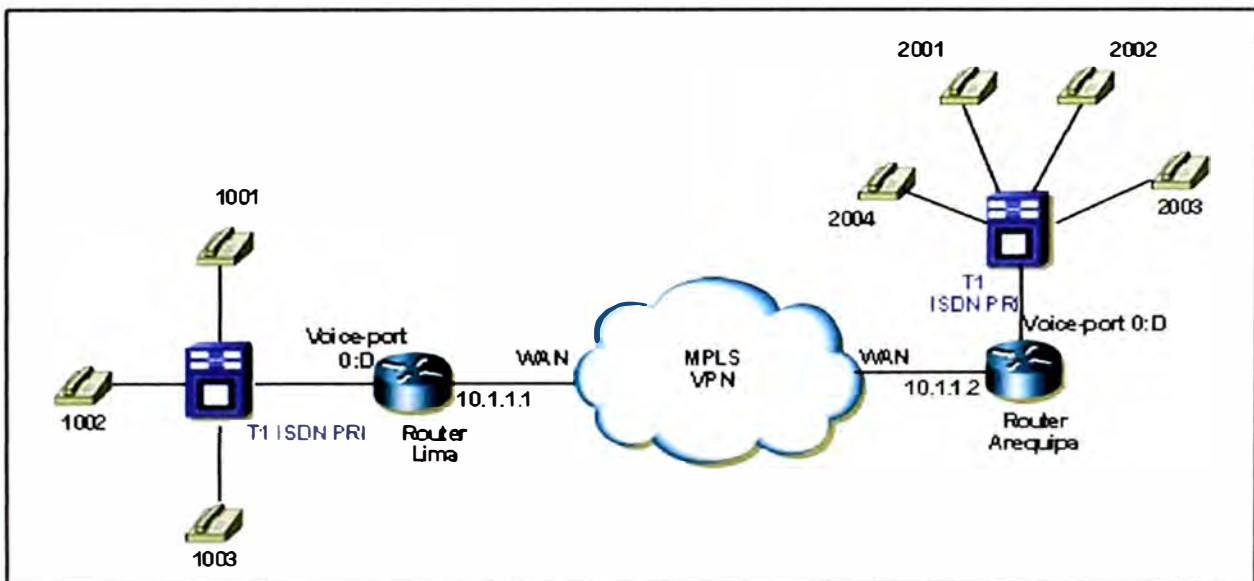 2001
2002
2004
2003
T1
ISDN PRI
Voice-port 0:D
1001
1002
1003
T1 ISDN PRI
Voice-port
0:D
10.1.1.1
Router
Lima
WAN
MPLS
VPN
WAN
10.1.1.2
Router
Arequipa